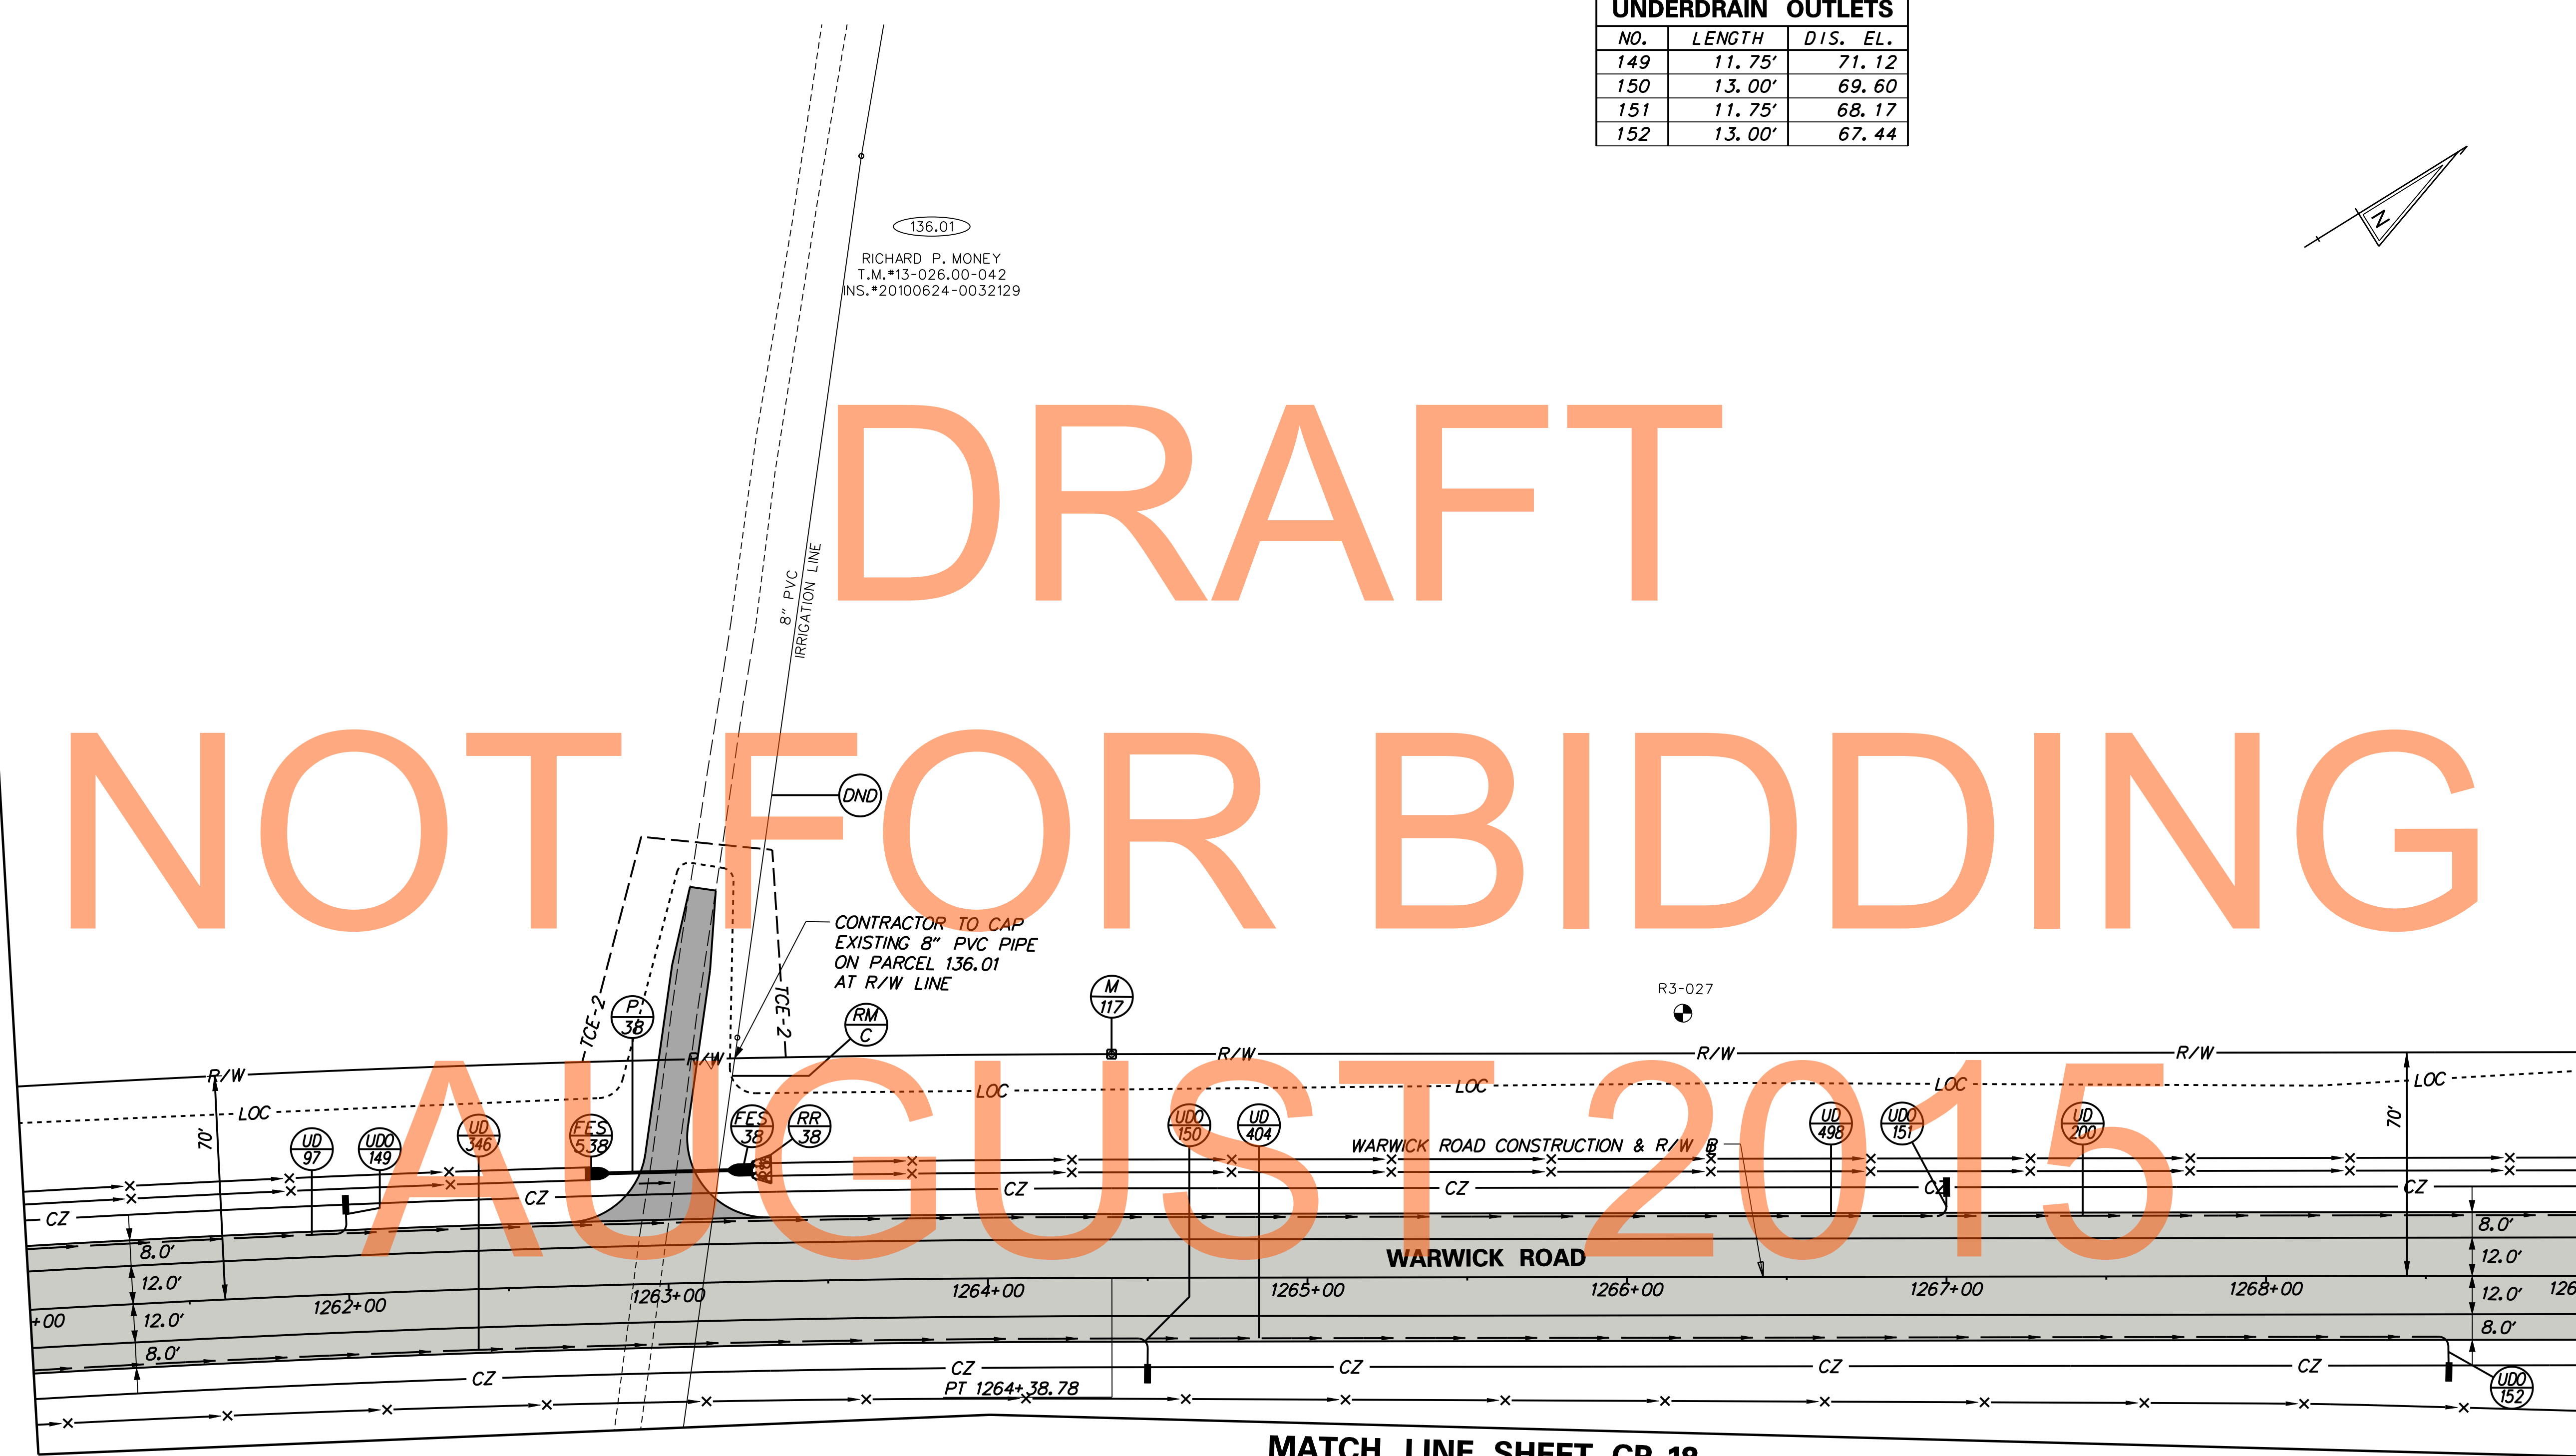 UNDERDRAIN OUTLETS
NO. LENGTH DIS. EL.
149 11.75' 71.12
150 13.00' 69.60
151 11.75' 68.17
152 13.00' 67.44
N
136.01
RICHARD P. MONEY
T.M.#13-026.00-042
INS.#20100624-0032129
DRAFT
8" PVC
IRRIGATION LINE
NOT FOR BIDDING
DND
CONTRACTOR TO CAP
EXISTING 8" PVC PIPE
ON PARCEL 136.01
AT R/W LINE
TCE-2
TCE-2
P
38
RM
C
M
117
R3-027
AUGUST 2015
R/W
R/W
R/W
R/W
R/W
LOC
LOC
LOC
LOC
LOC
70'
70'
UD
97
UDO
149
UD
346
FES
538
FES
38
RR
38
UDO
150
UD
404
WARWICK ROAD CONSTRUCTION & R/W ℄
UD
498
UDO
151
UD
200
CZ
CZ
CZ
CZ
CZ
CZ
8.0'
12.0'
12.0'
8.0'
WARWICK ROAD
8.0'
12.0'
12.0'
8.0'
+00
1262+00
1263+00
1264+00
1265+00
1266+00
1267+00
1268+00
126
CZ
CZ
CZ
CZ
CZ
PT 1264+38.78
UDO
152
MATCH LINE SHEET CP-18